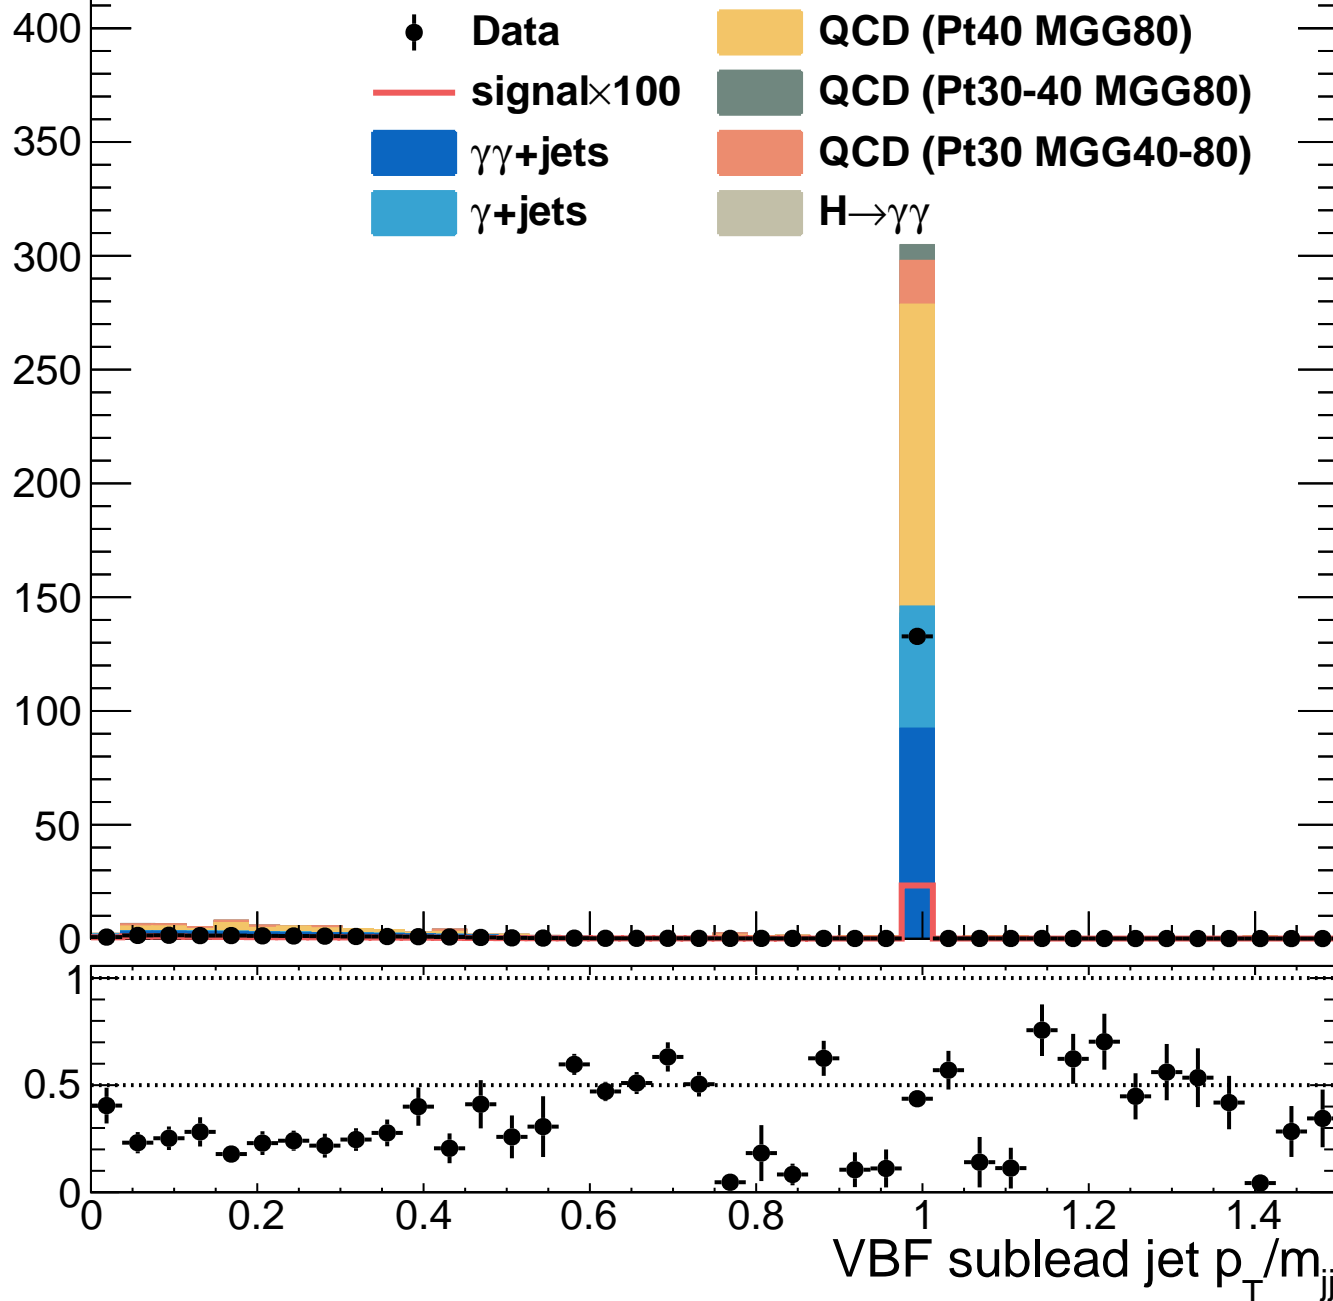 400
350
300
250
200
150
100
50
0
Data
signal×100
γγ+jets
γ+jets
QCD (Pt40 MGG80)
QCD (Pt30-40 MGG80)
QCD (Pt30 MGG40-80)
H→γγ
1
0.5
0
0 0.2 0.4 0.6 0.8 1 1.2 1.4
VBF sublead jet p_T/m_jj